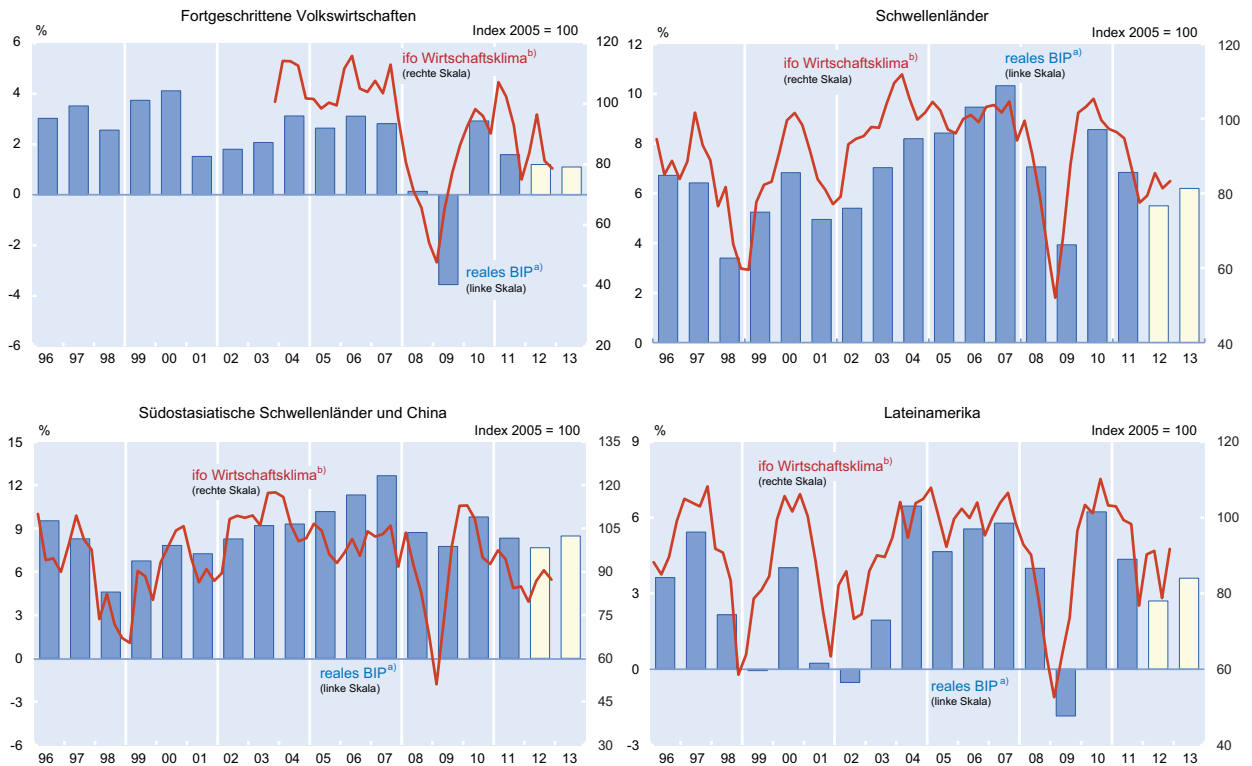 Fortgeschrittene Volkswirtschaften
%
Index 2005 = 100
6
4
2
0
-2
-4
-6
120
100
80
60
40
20
ifo Wirtschaftsklima b)
(rechte Skala)
reales BIP a)
(linke Skala)
96 97 98 99 00 01 02 03 04 05 06 07 08 09 10 11 12 13
Schwellenländer
%
Index 2005 = 100
12
10
8
6
4
2
0
120
100
80
60
40
ifo Wirtschaftsklima b)
(rechte Skala)
reales BIP a)
(linke Skala)
96 97 98 99 00 01 02 03 04 05 06 07 08 09 10 11 12 13
Südostasiatische Schwellenländer und China
%
Index 2005 = 100
15
12
9
6
3
0
-3
-6
135
120
105
90
75
60
45
30
ifo Wirtschaftsklima b)
(rechte Skala)
reales BIP a)
(linke Skala)
96 97 98 99 00 01 02 03 04 05 06 07 08 09 10 11 12 13
Lateinamerika
%
Index 2005 = 100
9
6
3
0
-3
120
100
80
60
40
ifo Wirtschaftsklima b)
(rechte Skala)
reales BIP a)
(linke Skala)
96 97 98 99 00 01 02 03 04 05 06 07 08 09 10 11 12 13